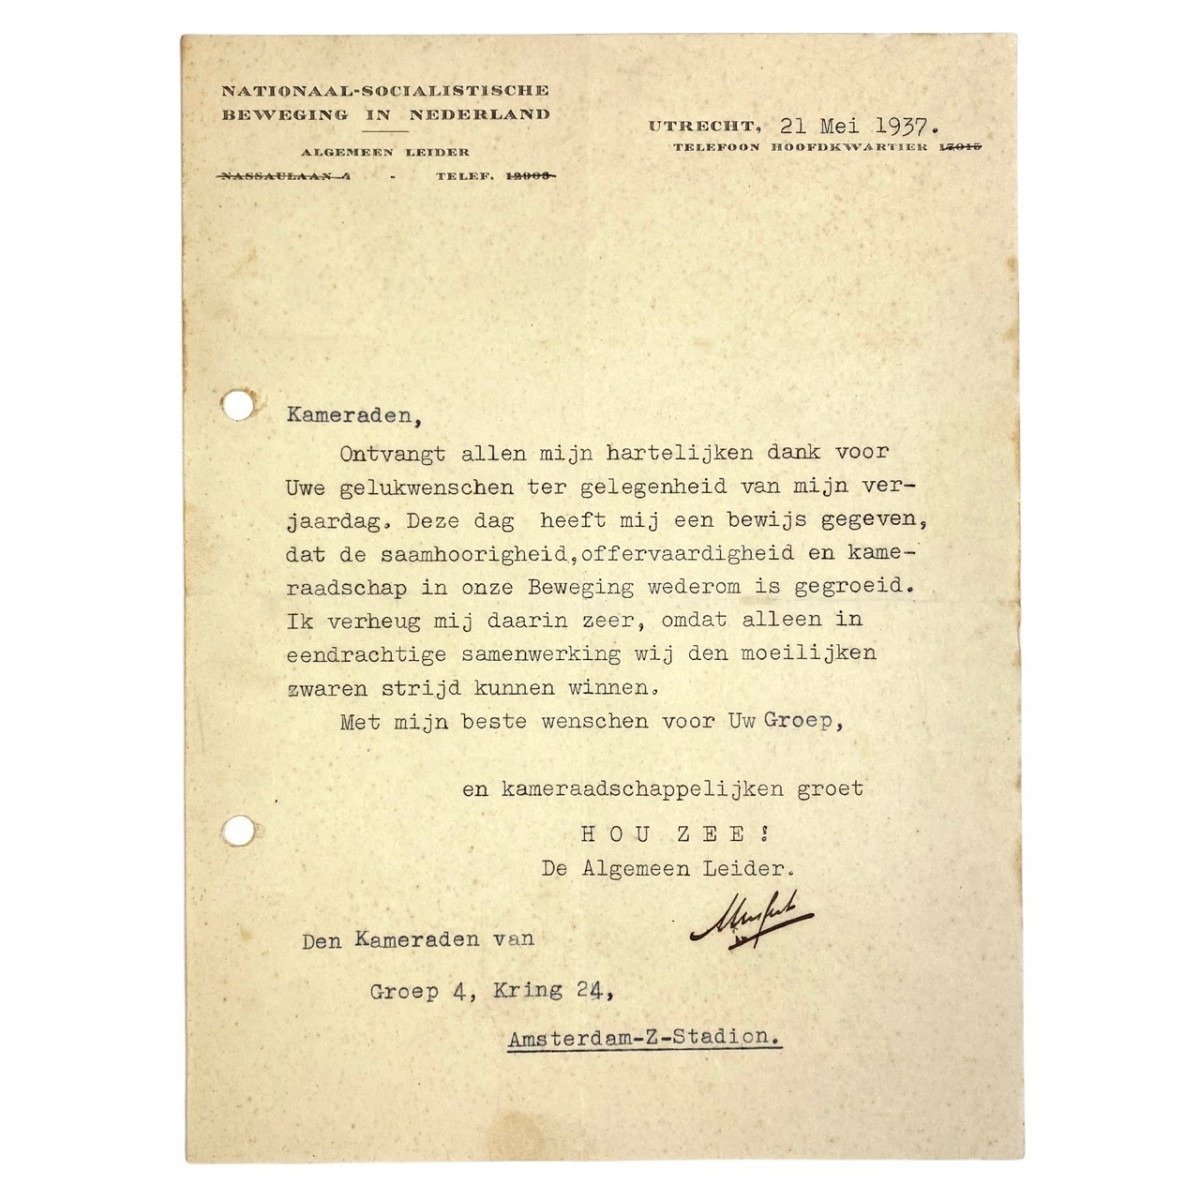 NATIONAAL-SOCIALISTISCHE
BEWEGING IN NEDERLAND
ALGEMEEN LEIDER
NASSAULAAN 4 - TELEF. 12903
UTRECHT, 21 Mei 1937.
TELEFOON HOOFDKWARTIER 17015
Kameraden,
Ontvangt allen mijn hartelijken dank voor
Uwe gelukwenschen ter gelegenheid van mijn ver-
jaardag. Deze dag heeft mij een bewijs gegeven,
dat de saamhoorigheid,offervaardigheid en kame-
raadschap in onze Beweging wederom is gegroeid.
Ik verheug mij daarin zeer, omdat alleen in
eendrachtige samenwerking wij den moeilijken
zwaren strijd kunnen winnen.
Met mijn beste wenschen voor Uw Groep,
en kameraadschappelijken groet
H O U Z E E !
De Algemeen Leider.
Den Kameraden van
Groep 4, Kring 24,
Amsterdam-Z-Stadion.